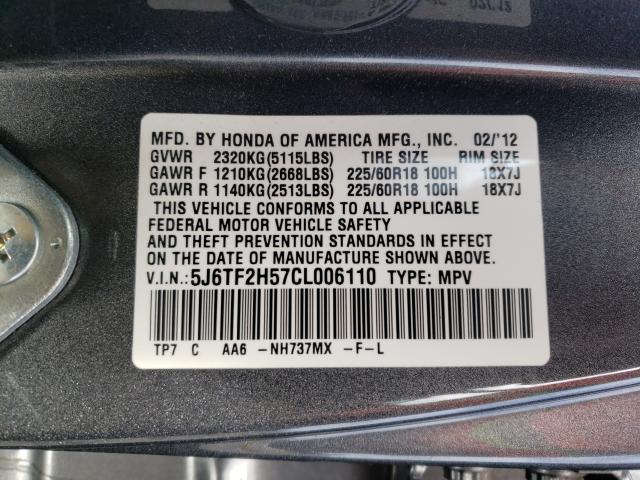 MFD. BY HONDA OF AMERICA MFG., INC. 02/'12
GVWR 2320KG(5115LBS) TIRE SIZE RIM SIZE
GAWR F 1210KG(2668LBS) 225/60R18 100H 18X7J
GAWR R 1140KG(2513LBS) 225/60R18 100H 18X7J
THIS VEHICLE CONFORMS TO ALL APPLICABLE
FEDERAL MOTOR VEHICLE SAFETY
AND THEFT PREVENTION STANDARDS IN EFFECT
ON THE DATE OF MANUFACTURE SHOWN ABOVE.
V.I.N.: 5J6TF2H57CL006110 TYPE: MPV
TP7 C AA6 -NH737MX -F-L